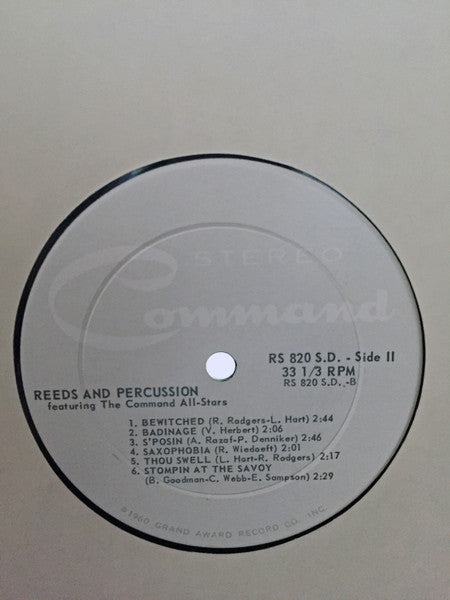 STEREO
Command
RS 820 S.D. - Side II
33 1/3 RPM
RS 820 S.D.,-B
REEDS AND PERCUSSION
featuring The Command All-Stars
1. BEWITCHED (R. Rodgers-L. Hart) 2:44
2. BADINAGE (V. Herbert) 2:06
3. S'POSIN (A. Razaf-P. Denniker) 2:46
4. SAXOPHOBIA (R. Wiedoeft) 2:01
5. THOU SWELL (L. Hart-R. Rodgers) 2:17
6. STOMPIN AT THE SAVOY
(B. Goodman-C. Webb-E. Sampson) 2:29
©1960 GRAND AWARD RECORD CO. INC.